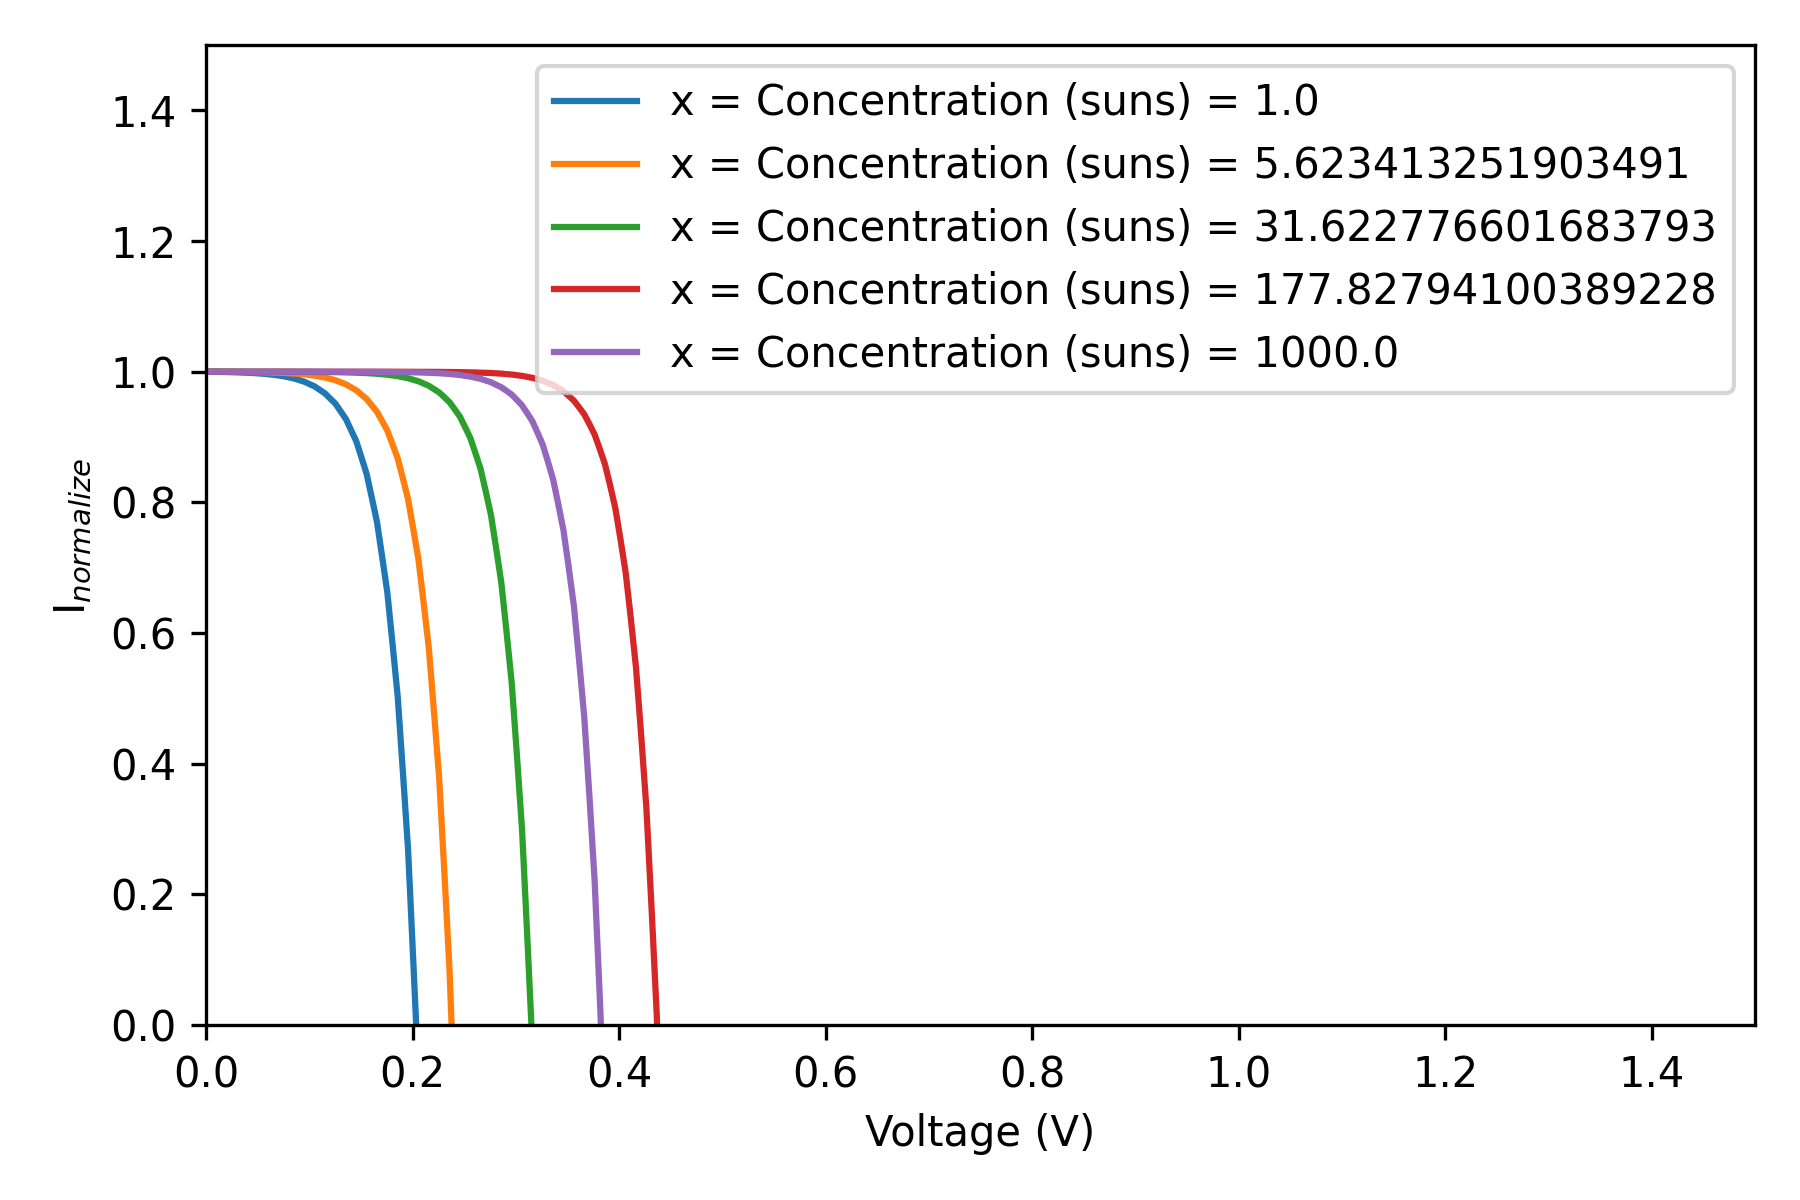 1.4
1.2
1.0
0.8
0.6
0.4
0.2
0.0
I_normalize
x = Concentration (suns) = 1.0
x = Concentration (suns) = 5.623413251903491
x = Concentration (suns) = 31.622776601683793
x = Concentration (suns) = 177.82794100389228
x = Concentration (suns) = 1000.0
0.0 0.2 0.4 0.6 0.8 1.0 1.2 1.4
Voltage (V)